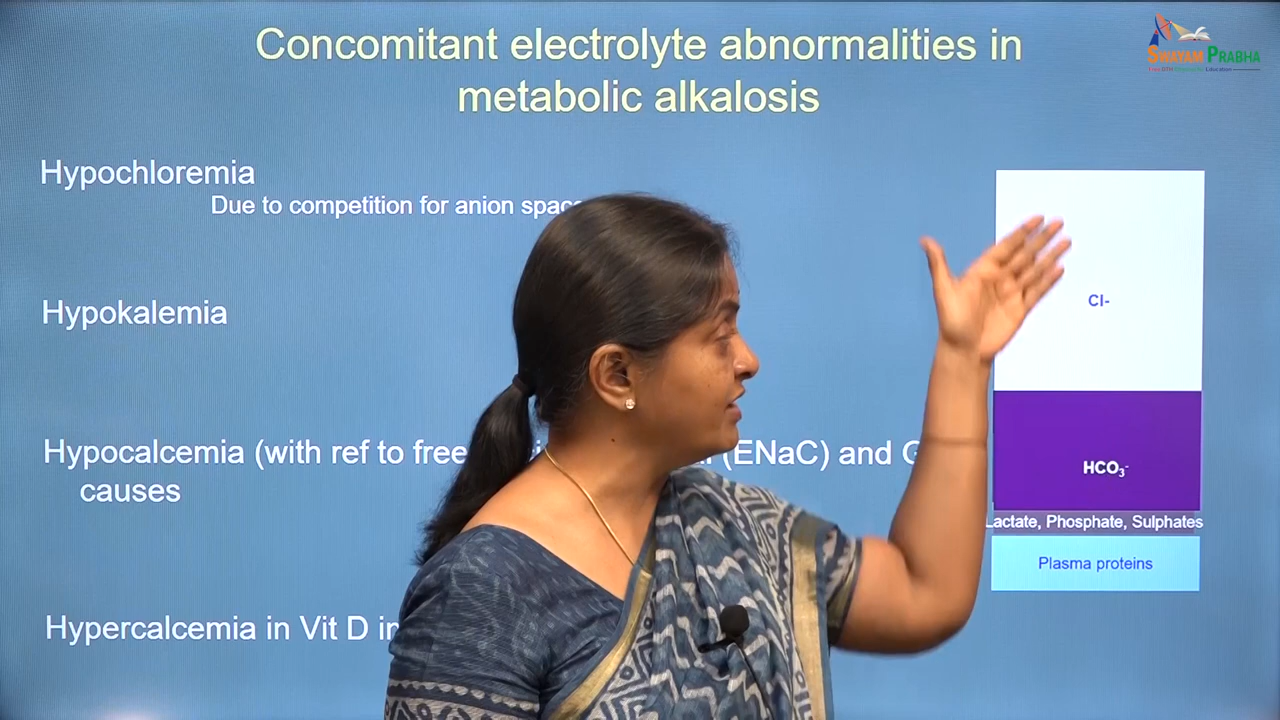 Concomitant electrolyte abnormalities in
metabolic alkalosis
SWAYAM PRABHA
Hypochloremia
Due to competition for anion space
Cl-
Hypokalemia
Hypocalcemia (with ref to free (ENaC) and
causes
HCO3-
Lactate, Phosphate, Sulphates
Plasma proteins
Hypercalcemia in Vit D